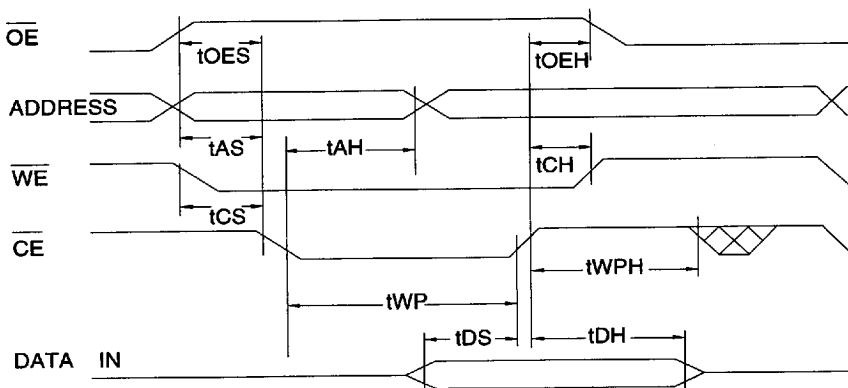 OE
tOES
tOEH
ADDRESS
tAS
tAH
tCH
WE
tCS
CE
tWPH
tWP
tDS
tDH
DATA IN